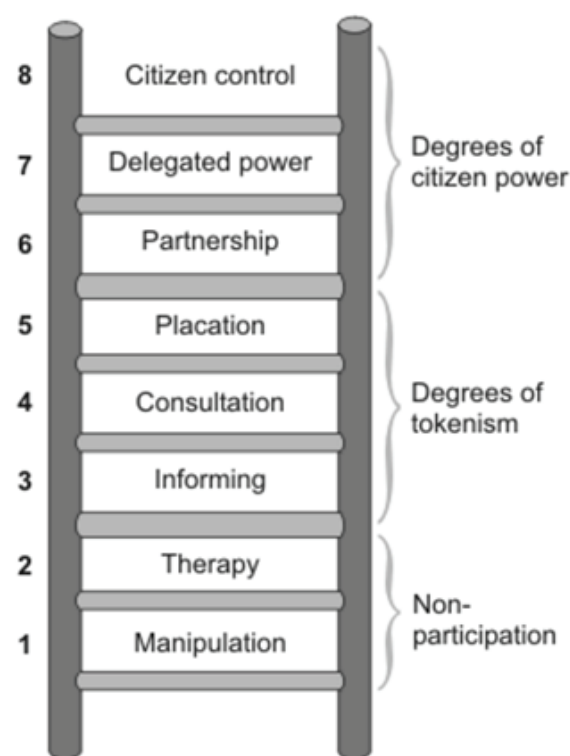 8 Citizen control
7 Delegated power
Degrees of
citizen power
6 Partnership
5 Placation
4 Consultation
Degrees of
tokenism
3 Informing
2 Therapy
Non-
participation
1 Manipulation